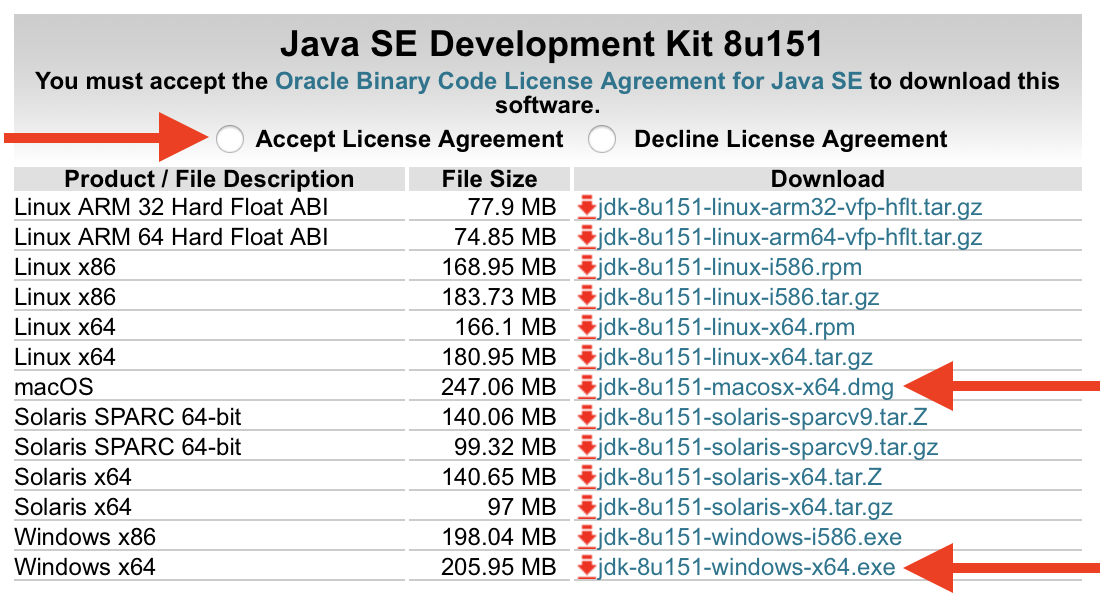 Java SE Development Kit 8u151
You must accept the Oracle Binary Code License Agreement for Java SE to download this
software.
Accept License Agreement Decline License Agreement
Product / File Description File Size Download
Linux ARM 32 Hard Float ABI 77.9 MB jdk-8u151-linux-arm32-vfp-hflt.tar.gz
Linux ARM 64 Hard Float ABI 74.85 MB jdk-8u151-linux-arm64-vfp-hflt.tar.gz
Linux x86 168.95 MB jdk-8u151-linux-i586.rpm
Linux x86 183.73 MB jdk-8u151-linux-i586.tar.gz
Linux x64 166.1 MB jdk-8u151-linux-x64.rpm
Linux x64 180.95 MB jdk-8u151-linux-x64.tar.gz
macOS 247.06 MB jdk-8u151-macosx-x64.dmg
Solaris SPARC 64-bit 140.06 MB jdk-8u151-solaris-sparcv9.tar.Z
Solaris SPARC 64-bit 99.32 MB jdk-8u151-solaris-sparcv9.tar.gz
Solaris x64 140.65 MB jdk-8u151-solaris-x64.tar.Z
Solaris x64 97 MB jdk-8u151-solaris-x64.tar.gz
Windows x86 198.04 MB jdk-8u151-windows-i586.exe
Windows x64 205.95 MB jdk-8u151-windows-x64.exe